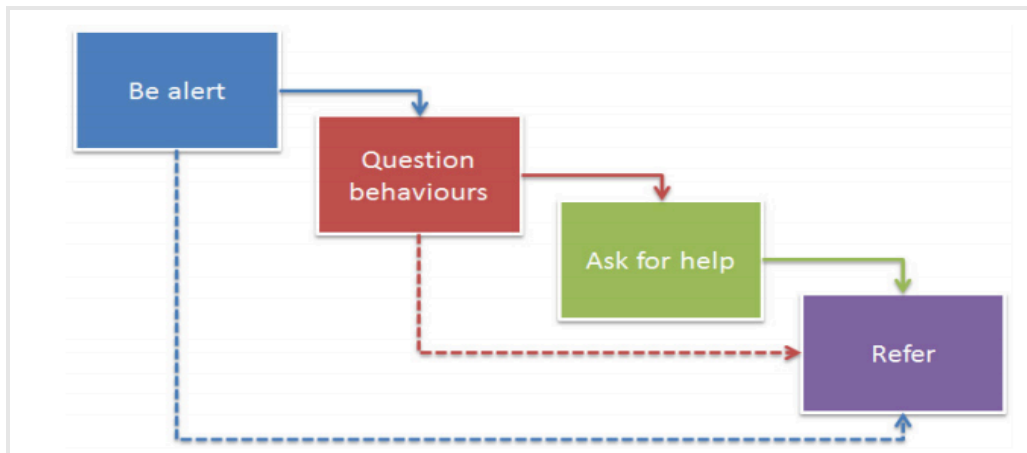 Be alert
Question
behaviours
Ask for help
Refer